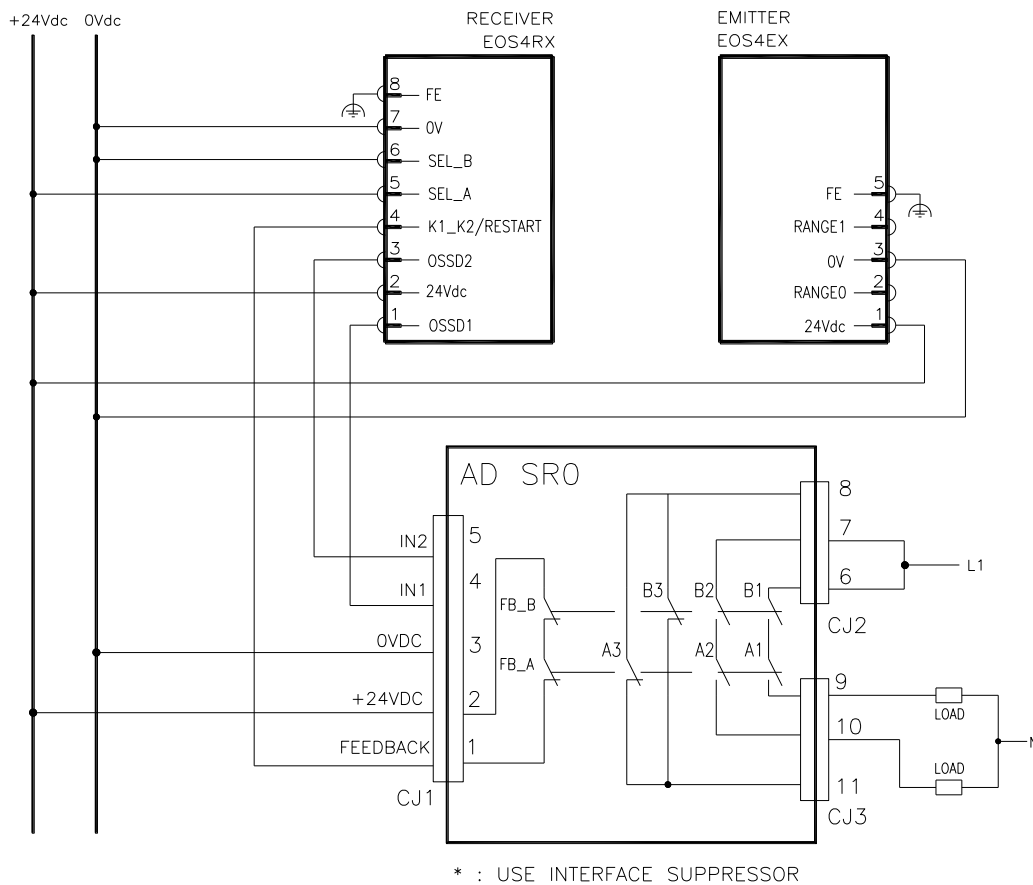 +24Vdc 0Vdc
RECEIVER
EOS4RX
EMITTER
EOS4EX
8 FE
7 0V
6 SEL_B
5 SEL_A
4 K1_K2/RESTART
3 OSSD2
2 24Vdc
1 OSSD1
FE 5
RANGE1 4
0V 3
RANGE0 2
24Vdc 1
AD SR0
IN2 5
IN1 4
0VDC 3
+24VDC 2
FEEDBACK 1
CJ1
FB_B
FB_A
B3 B2 B1
A3 A2 A1
8
7
6
CJ2
L1
9
10
11
CJ3
LOAD
LOAD
N
* : USE INTERFACE SUPPRESSOR